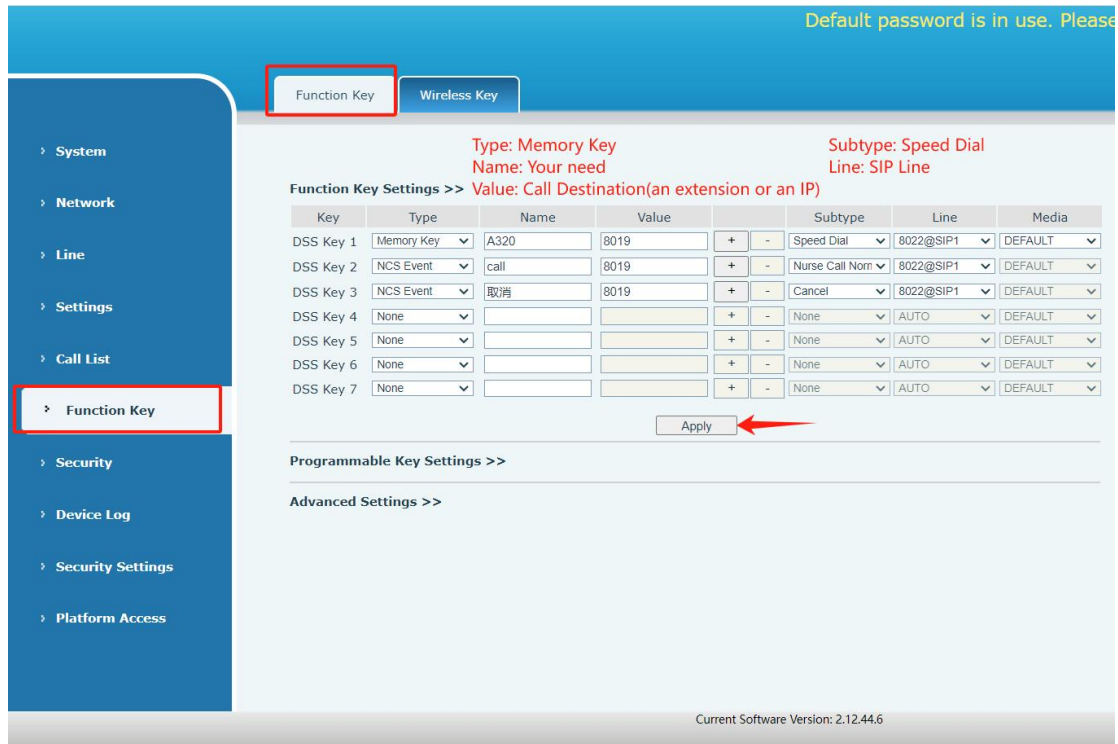 Default password is in use. Please
Function Key
Wireless Key
System
Network
Line
Settings
Call List
Function Key
Security
Device Log
Security Settings
Platform Access
Type: Memory Key
Subtype: Speed Dial
Name: Your need
Line: SIP Line
Function Key Settings >> Value: Call Destination(an extension or an IP)
Key Type Name Value Subtype Line Media
DSS Key 1 Memory Key A320 8019 + - Speed Dial 8022@SIP1 DEFAULT
DSS Key 2 NCS Event call 8019 + - Nurse Call Norn 8022@SIP1 DEFAULT
DSS Key 3 NCS Event 取消 8019 + - Cancel 8022@SIP1 DEFAULT
DSS Key 4 None + - None AUTO DEFAULT
DSS Key 5 None + - None AUTO DEFAULT
DSS Key 6 None + - None AUTO DEFAULT
DSS Key 7 None + - None AUTO DEFAULT
Apply
Programmable Key Settings >>
Advanced Settings >>
Current Software Version: 2.12.44.6